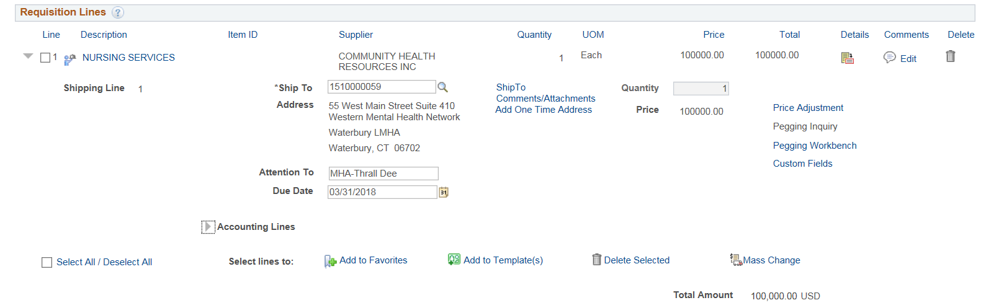 Requisition Lines ?
Line Description Item ID Supplier Quantity UOM Price Total Details Comments Delete
1 NURSING SERVICES COMMUNITY HEALTH RESOURCES INC 1 Each 100000.00 100000.00 Edit
Shipping Line 1
*Ship To 1510000059
Address 55 West Main Street Suite 410
Western Mental Health Network
Waterbury LMHA
Waterbury, CT 06702
Attention To MHA-Thrall Dee
Due Date 03/31/2018 31
ShipTo
Comments/Attachments
Add One Time Address
Quantity 1
Price 100000.00
Price Adjustment
Pegging Inquiry
Pegging Workbench
Custom Fields
Accounting Lines
Select All / Deselect All Select lines to: Add to Favorites Add to Template(s) Delete Selected Mass Change
Total Amount 100,000.00 USD